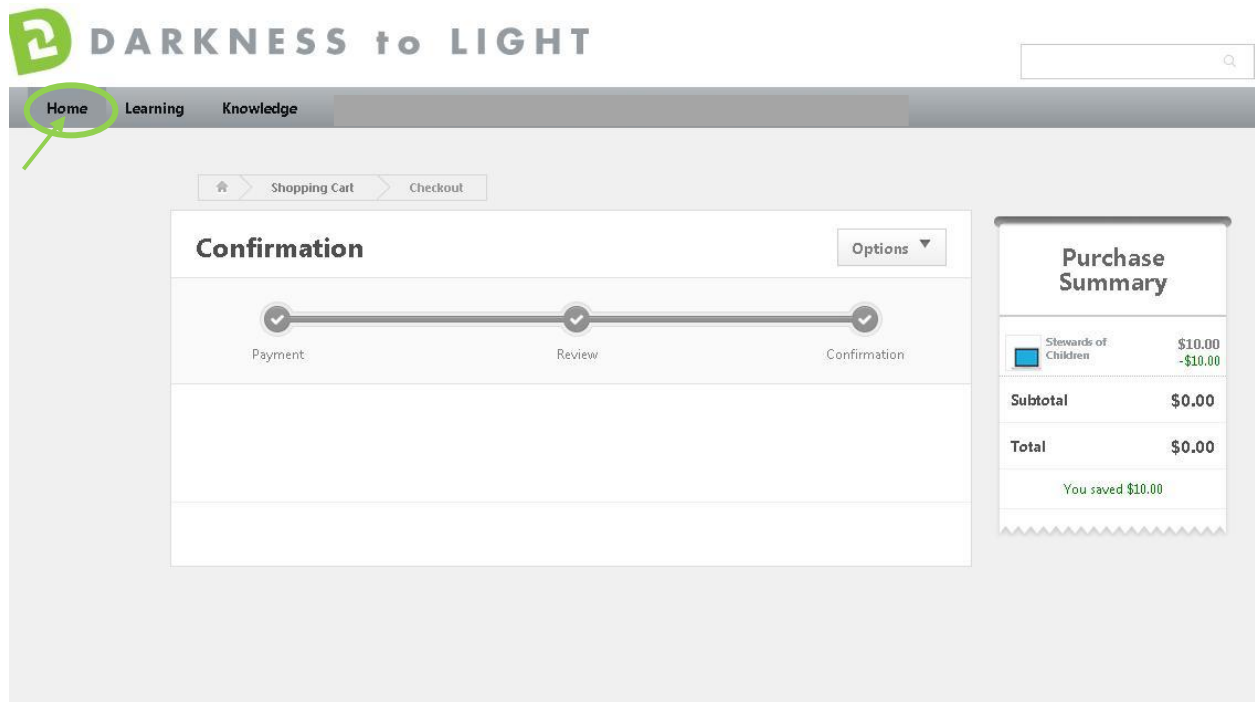 DARKNESS to LIGHT
Home Learning Knowledge
Shopping Cart Checkout
Confirmation
Options
Payment Review Confirmation
Purchase
Summary
Stewards of
Children
$10.00
-$10.00
Subtotal $0.00
Total $0.00
You saved $10.00